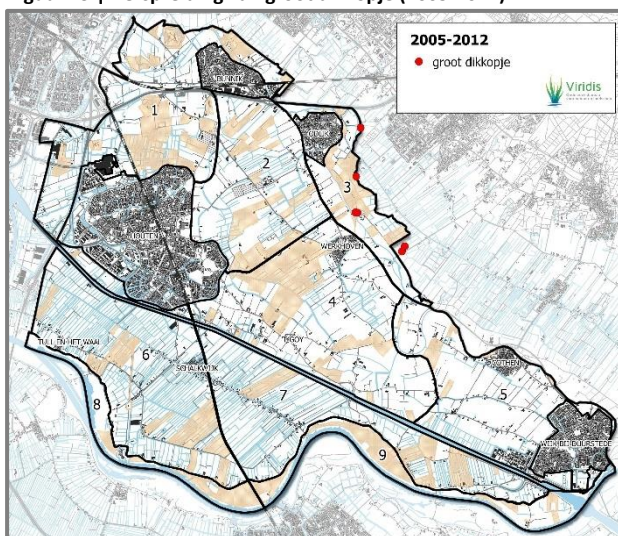 2005-2012
groot dikkopje
Viridis
BUNNIK
ODIJK
1
2
3
HOUTEN
WERKHOVEN
4
'T GOY
TULL EN HET WAAL
6
SCHALKWIJK
COTHEN
7
5
8
WIJK BIJ DUURSTEDE
9